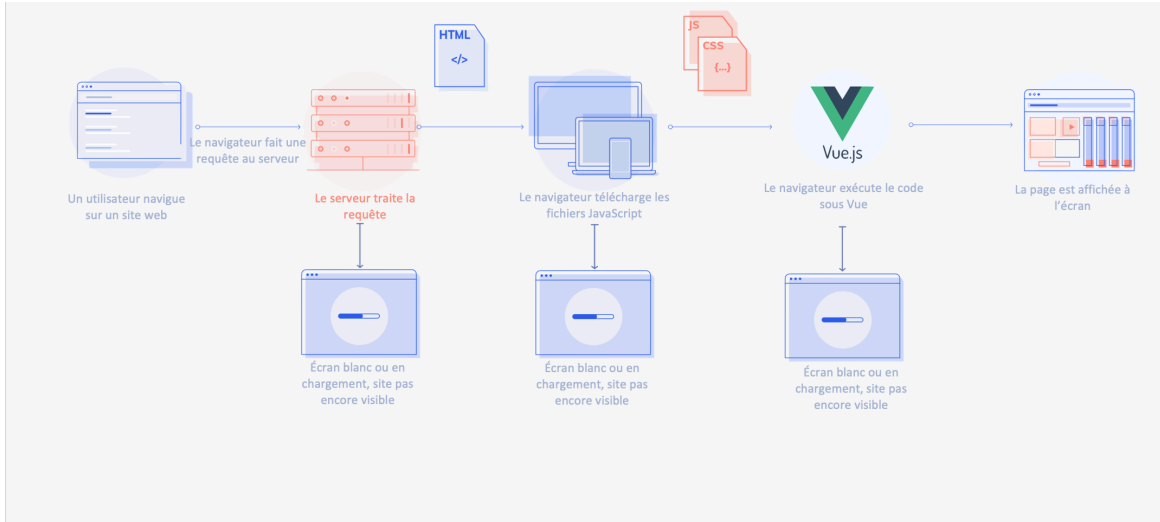 HTML
</>
JS
CSS
{...}
Vue.js
Le navigateur fait une
requête au serveur
Un utilisateur navigue
sur un site web
Le serveur traite la
requête
Le navigateur télécharge les
fichiers JavaScript
Le navigateur exécute le code
sous Vue
La page est affichée à
l’écran
Écran blanc ou en
chargement, site pas
encore visible
Écran blanc ou en
chargement, site pas
encore visible
Écran blanc ou en
chargement, site pas
encore visible